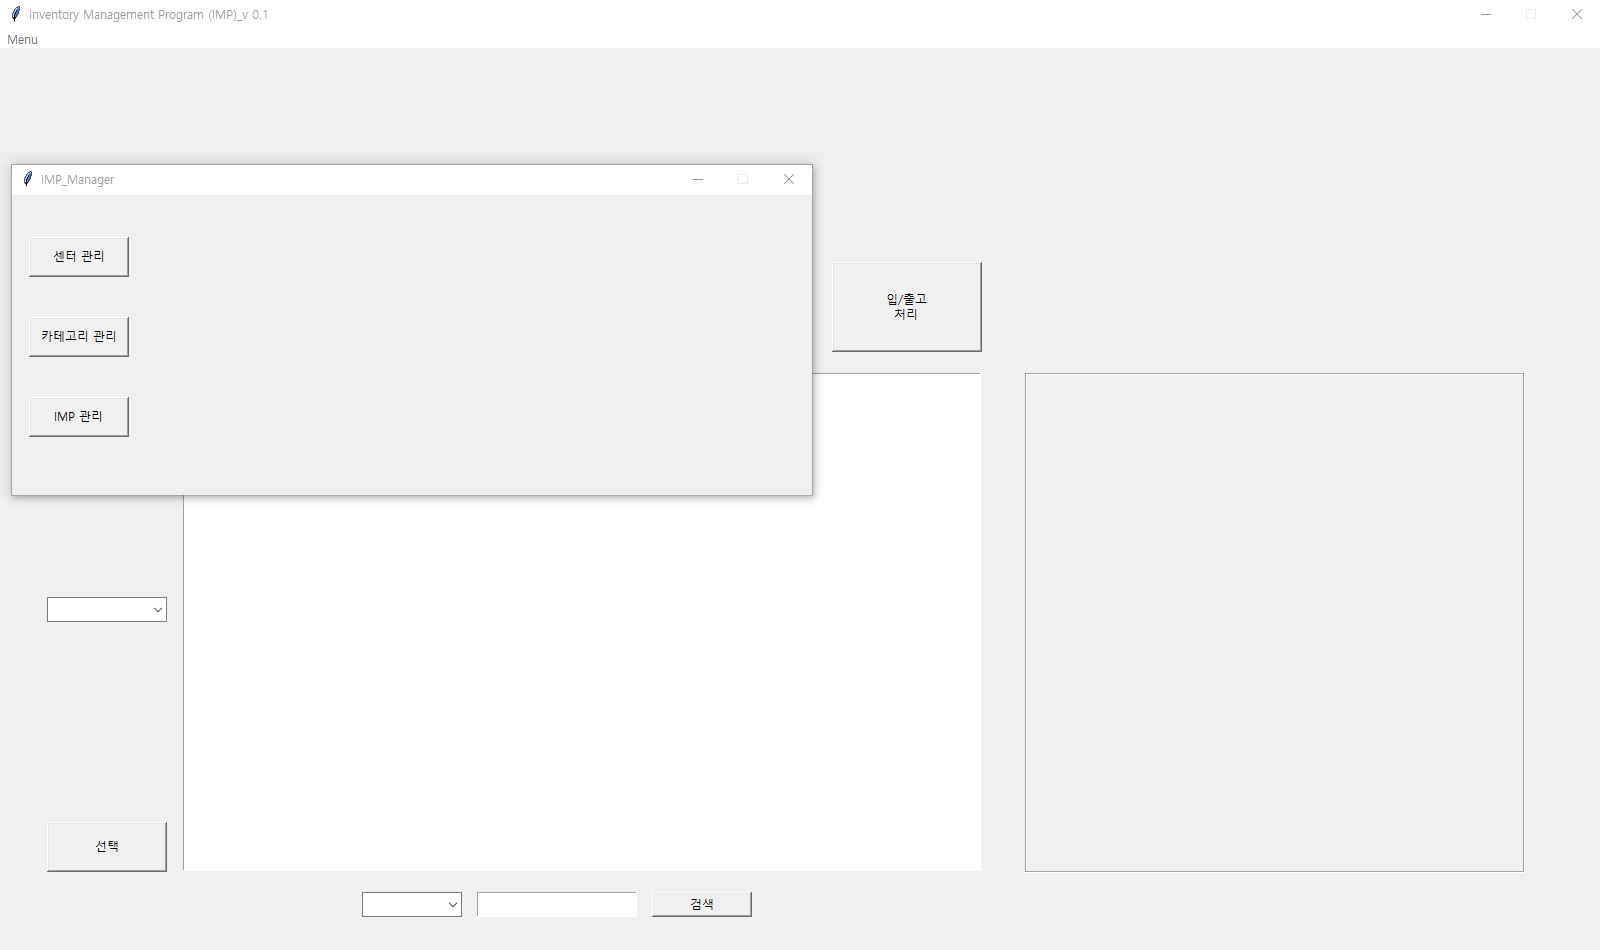 Inventory Management Program (IMP)_v 0.1
Menu
IMP_Manager
센터 관리
카테고리 관리
IMP 관리
입/출고
처리
선택
검색